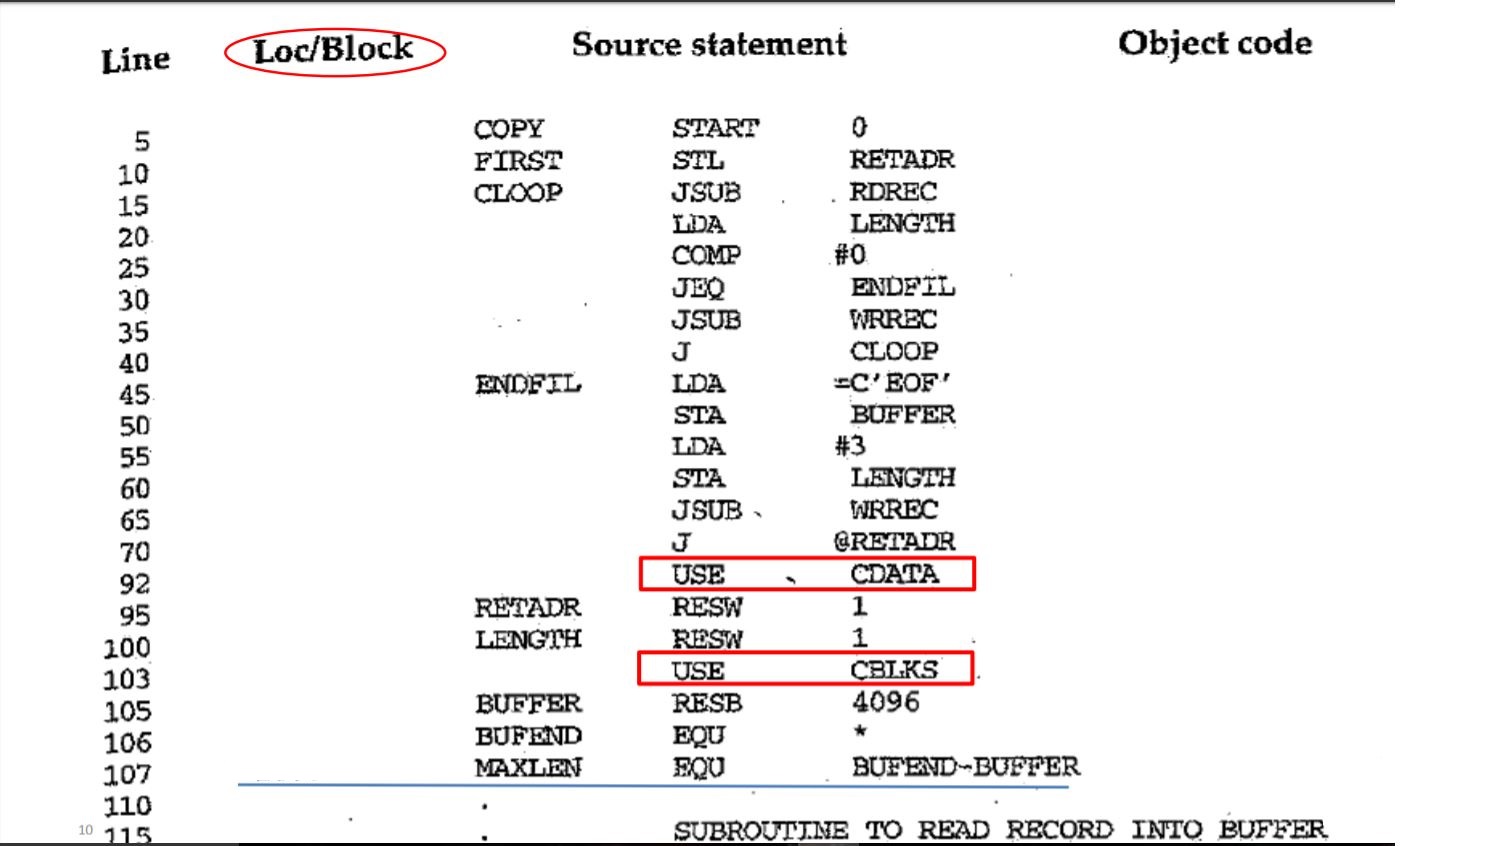 Line Loc/Block Source statement Object code
5 COPY START 0
10 FIRST STL RETADR
15 CLOOP JSUB RDREC
20 LDA LENGTH
25 COMP #0
30 JEQ ENDFIL
35 JSUB WRREC
40 J CLOOP
45 ENDFIL LDA =C'EOF'
50 STA BUFFER
55 LDA #3
60 STA LENGTH
65 JSUB WRREC
70 J @RETADR
92 USE CDATA
95 RETADR RESW 1
100 LENGTH RESW 1
103 USE CBLKS
105 BUFFER RESB 4096
106 BUFEND EQU *
107 MAXLEN EQU BUFEND-BUFFER
110 .
115 . SUBROUTINE TO READ RECORD INTO BUFFER
10